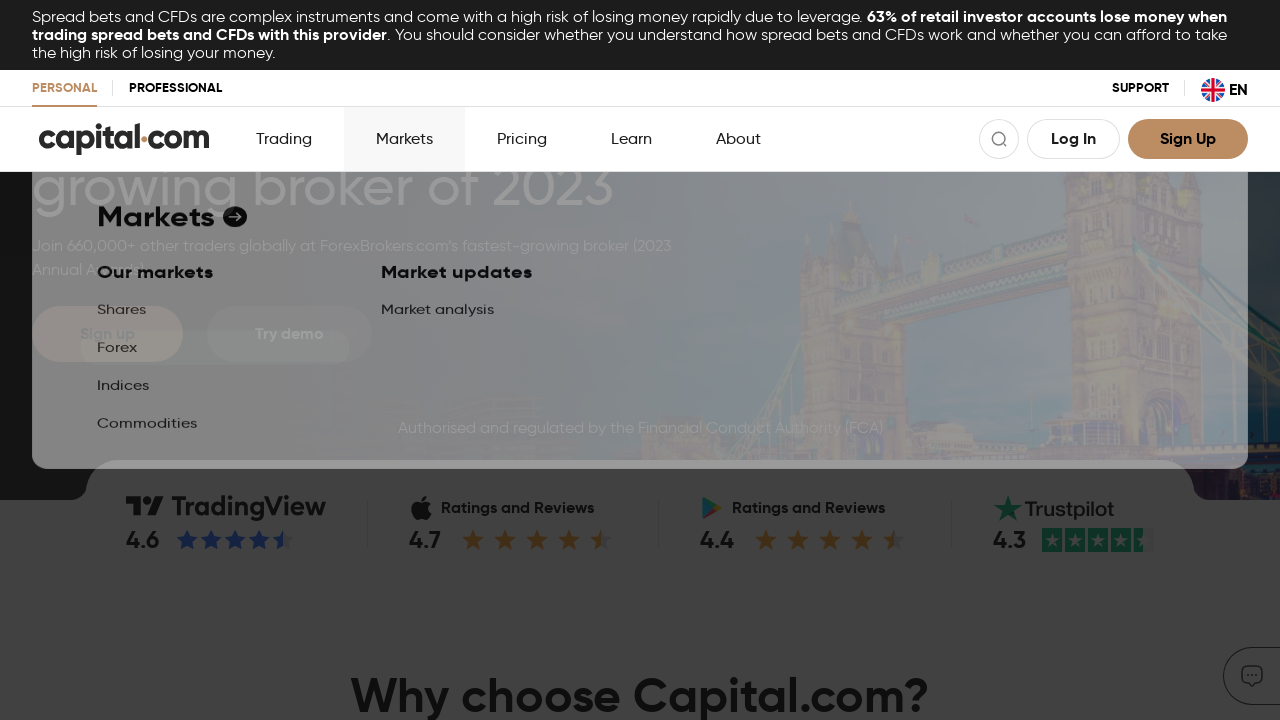 Spread bets and CFDs are complex instruments and come with a high risk of losing money rapidly due to leverage. 63% of retail investor accounts lose money when
trading spread bets and CFDs with this provider. You should consider whether you understand how spread bets and CFDs work and whether you can afford to take
the high risk of losing your money.
PERSONAL PROFESSIONAL SUPPORT EN
capital.com Trading Markets Pricing Learn About Log In Sign Up
growing broker of 2023
Markets
Join 660,000+ other traders globally at ForexBrokers.com's fastest-growing broker (2023
Annual Awards)
Our markets Market updates
Shares Market analysis
Sign up Try demo
Forex
Indices
Commodities
Authorised and regulated by the Financial Conduct Authority (FCA)
TradingView Ratings and Reviews Ratings and Reviews Trustpilot
4.6 4.7 4.4 4.3
Why choose Capital.com?